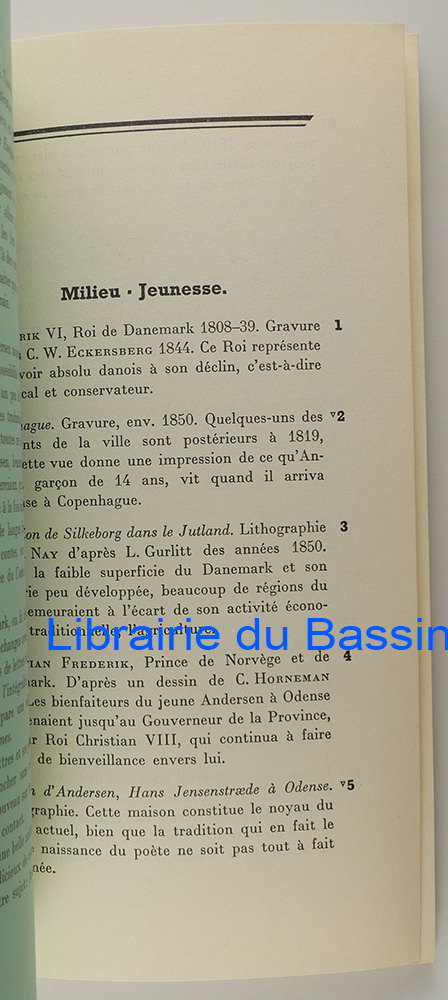 Milieu · Jeunesse.
RIK VI, Roi de Danemark 1808–39. Gravure 1
C. W. ECKERSBERG 1844. Ce Roi représente
voir absolu danois à son déclin, c'est-à-dire
cal et conservateur.
hague. Gravure, env. 1850. Quelques-uns des ▿2
nts de la ville sont postérieurs à 1819,
ette vue donne une impression de ce qu'An-
garçon de 14 ans, vit quand il arriva
ise à Copenhague.
ion de Silkeborg dans le Jutland. Lithographie 3
NAY d'après L. Gurlitt des années 1850.
la faible superficie du Danemark et son
rie peu développée, beaucoup de régions du
demeuraient à l'écart de son activité écono-
traditionnelle, l'agriculture.
Librairie du Bassin
TIAN FREDERIK, Prince de Norvège et de 4
mark. D'après un dessin de C. HORNEMAN
Les bienfaiteurs du jeune Andersen à Odense
enaient jusqu'au Gouverneur de la Province,
ur Roi Christian VIII, qui continua à faire
de bienveillance envers lui.
n d'Andersen, Hans Jensenstræde à Odense. ▿5
ographie. Cette maison constitue le noyau du
actuel, bien que la tradition qui en fait le
naissance du poète ne soit pas tout à fait
née.